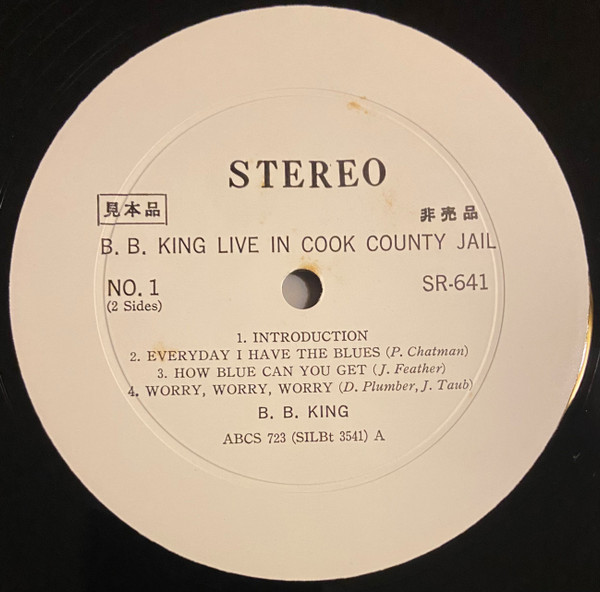 STEREO
見本品
非売品
B. B. KING LIVE IN COOK COUNTY JAIL
NO. 1
SR-641
(2 Sides)
1. INTRODUCTION
2. EVERYDAY I HAVE THE BLUES (P. Chatman)
3. HOW BLUE CAN YOU GET (J. Feather)
4. WORRY, WORRY, WORRY (D. Plumber, J. Taub)
B. B. KING
ABCS 723 (SILBt 3541) A